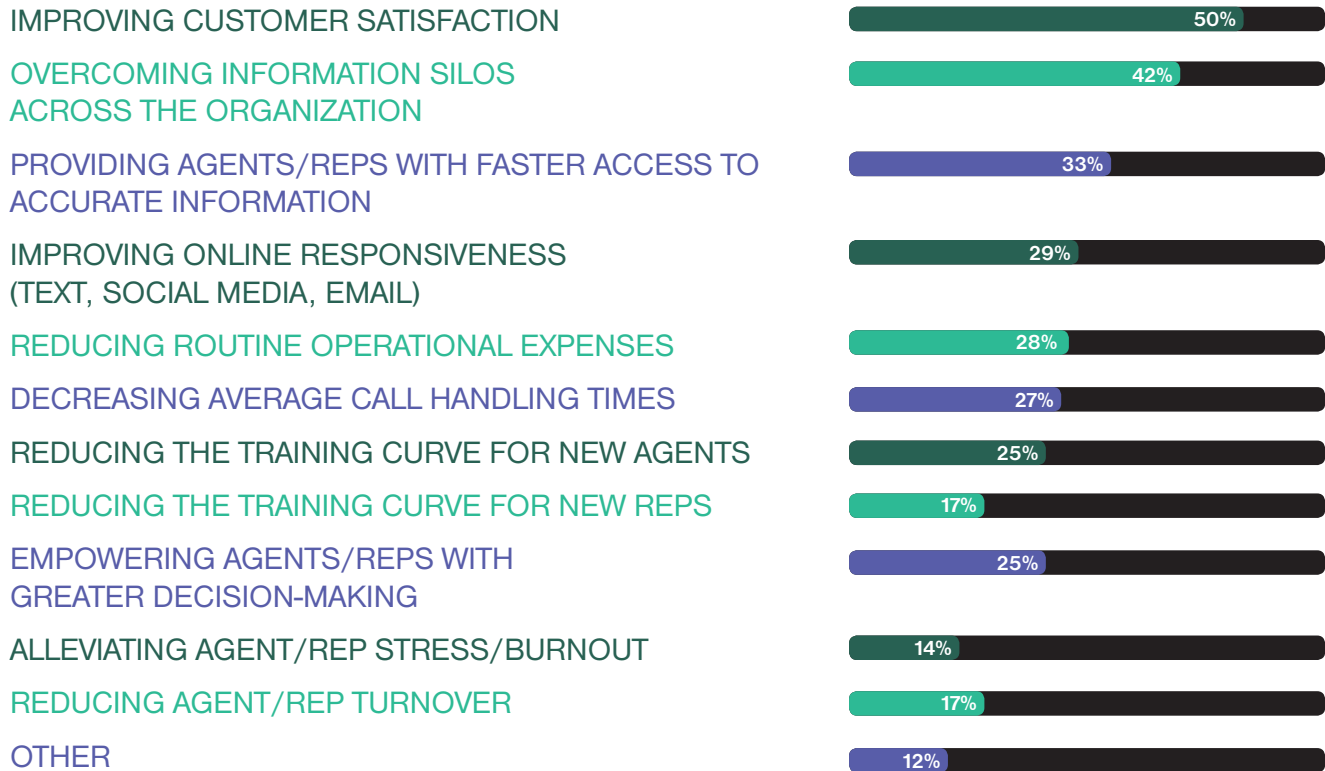 IMPROVING CUSTOMER SATISFACTION
50%
OVERCOMING INFORMATION SILOS
ACROSS THE ORGANIZATION
42%
PROVIDING AGENTS/REPS WITH FASTER ACCESS TO
ACCURATE INFORMATION
33%
IMPROVING ONLINE RESPONSIVENESS
(TEXT, SOCIAL MEDIA, EMAIL)
29%
REDUCING ROUTINE OPERATIONAL EXPENSES
28%
DECREASING AVERAGE CALL HANDLING TIMES
27%
REDUCING THE TRAINING CURVE FOR NEW AGENTS
25%
REDUCING THE TRAINING CURVE FOR NEW REPS
17%
EMPOWERING AGENTS/REPS WITH
GREATER DECISION-MAKING
25%
ALLEVIATING AGENT/REP STRESS/BURNOUT
14%
REDUCING AGENT/REP TURNOVER
17%
OTHER
12%